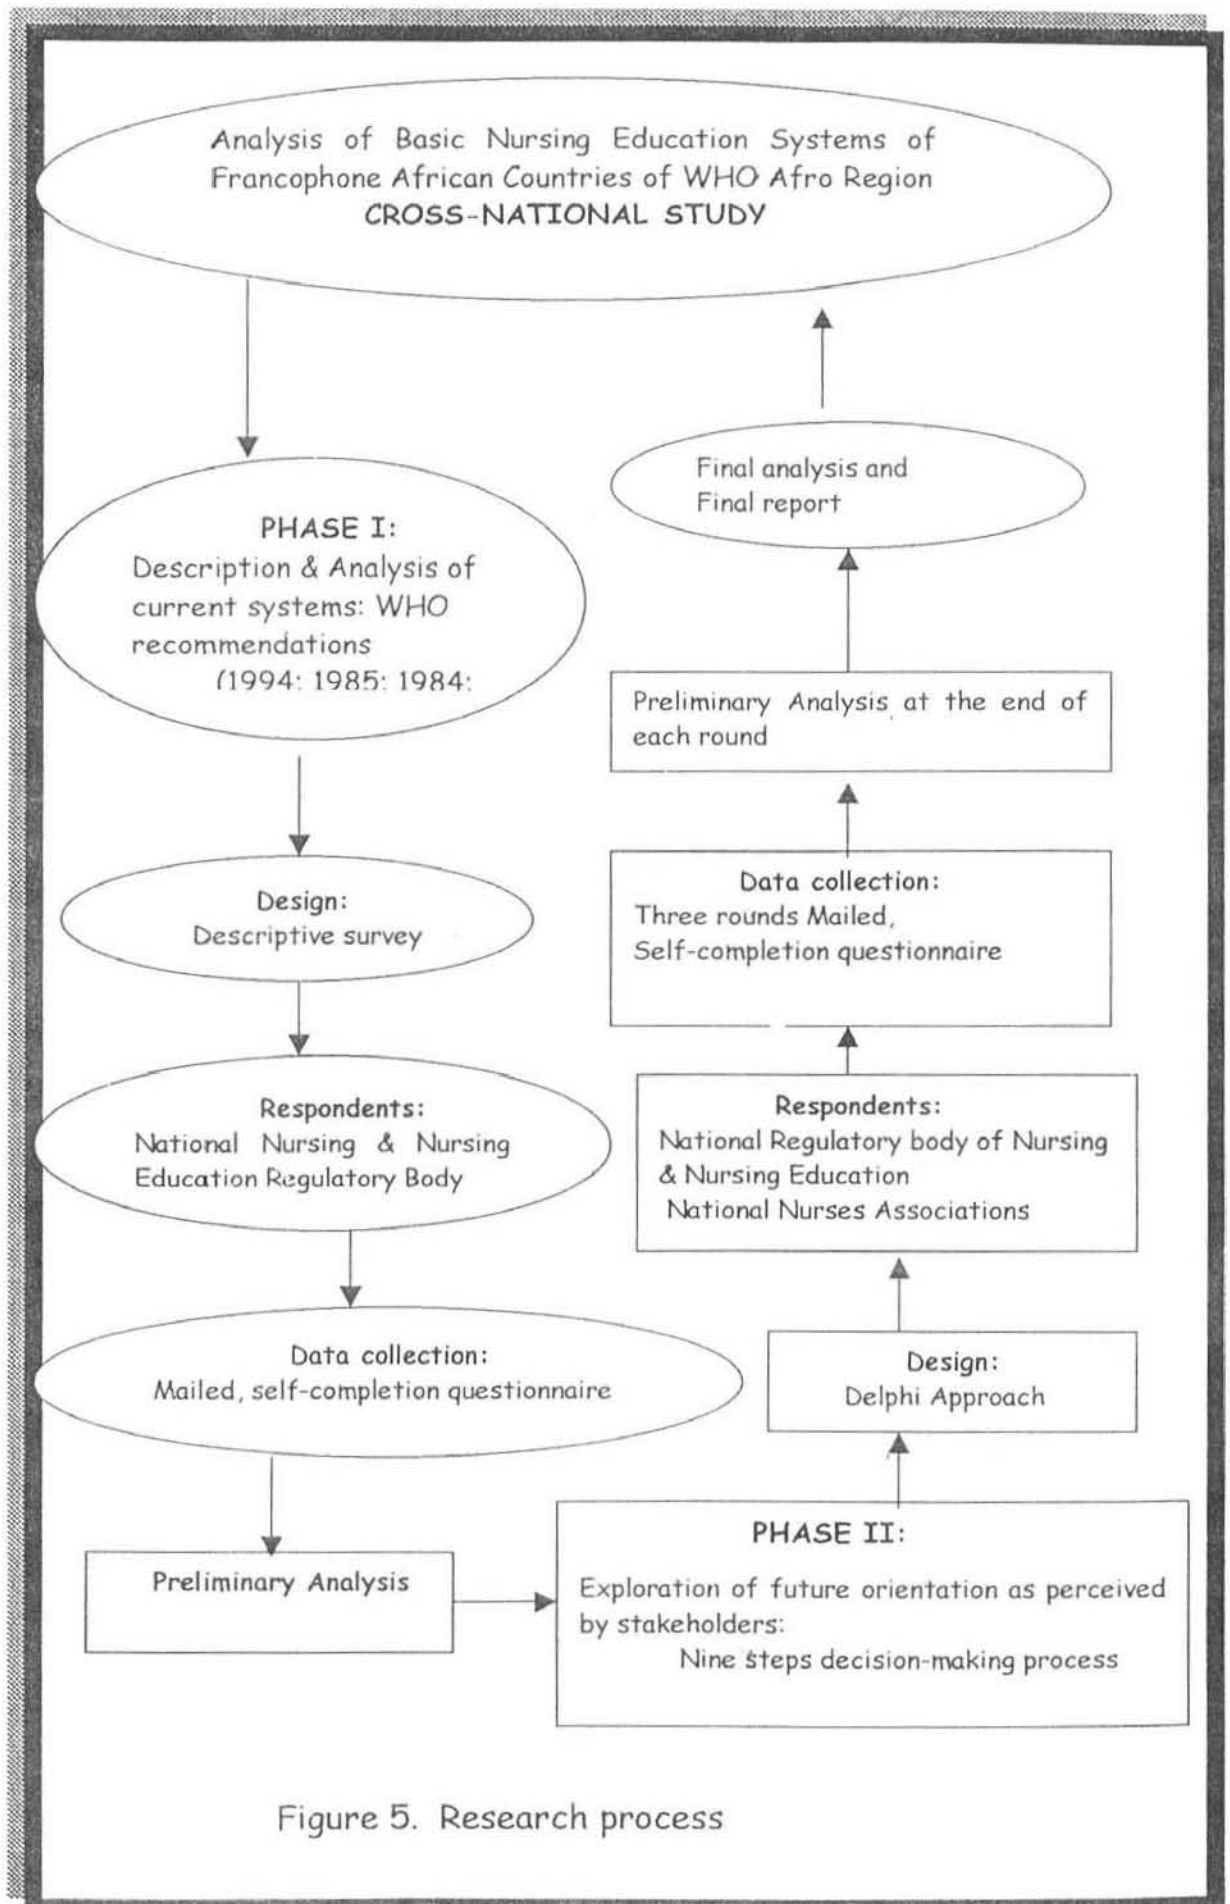 Analysis of Basic Nursing Education Systems of
Francophone African Countries of WHO Afro Region
CROSS-NATIONAL STUDY
PHASE I:
Description & Analysis of
current systems: WHO
recommendations
(1994; 1985; 1984;
Design:
Descriptive survey
Respondents:
National Nursing & Nursing
Education Regulatory Body
Data collection:
Mailed, self-completion questionnaire
Preliminary Analysis
PHASE II:
Exploration of future orientation as perceived
by stakeholders:
Nine steps decision-making process
Design:
Delphi Approach
Respondents:
National Regulatory body of Nursing
& Nursing Education
National Nurses Associations
Data collection:
Three rounds Mailed,
Self-completion questionnaire
Preliminary Analysis at the end of
each round
Final analysis and
Final report
Figure 5. Research process